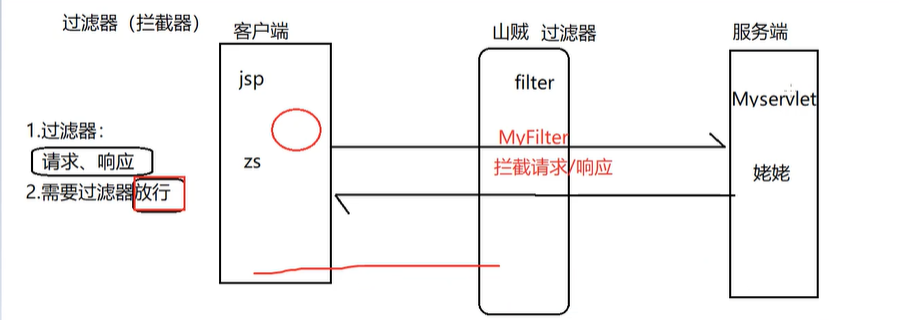 过滤器（拦截器）
客户端
山贼 过滤器
服务端
jsp
filter
Myservlet
1.过滤器：
请求、响应
2.需要过滤器放行
zs
MyFilter
拦截请求/响应
姥姥